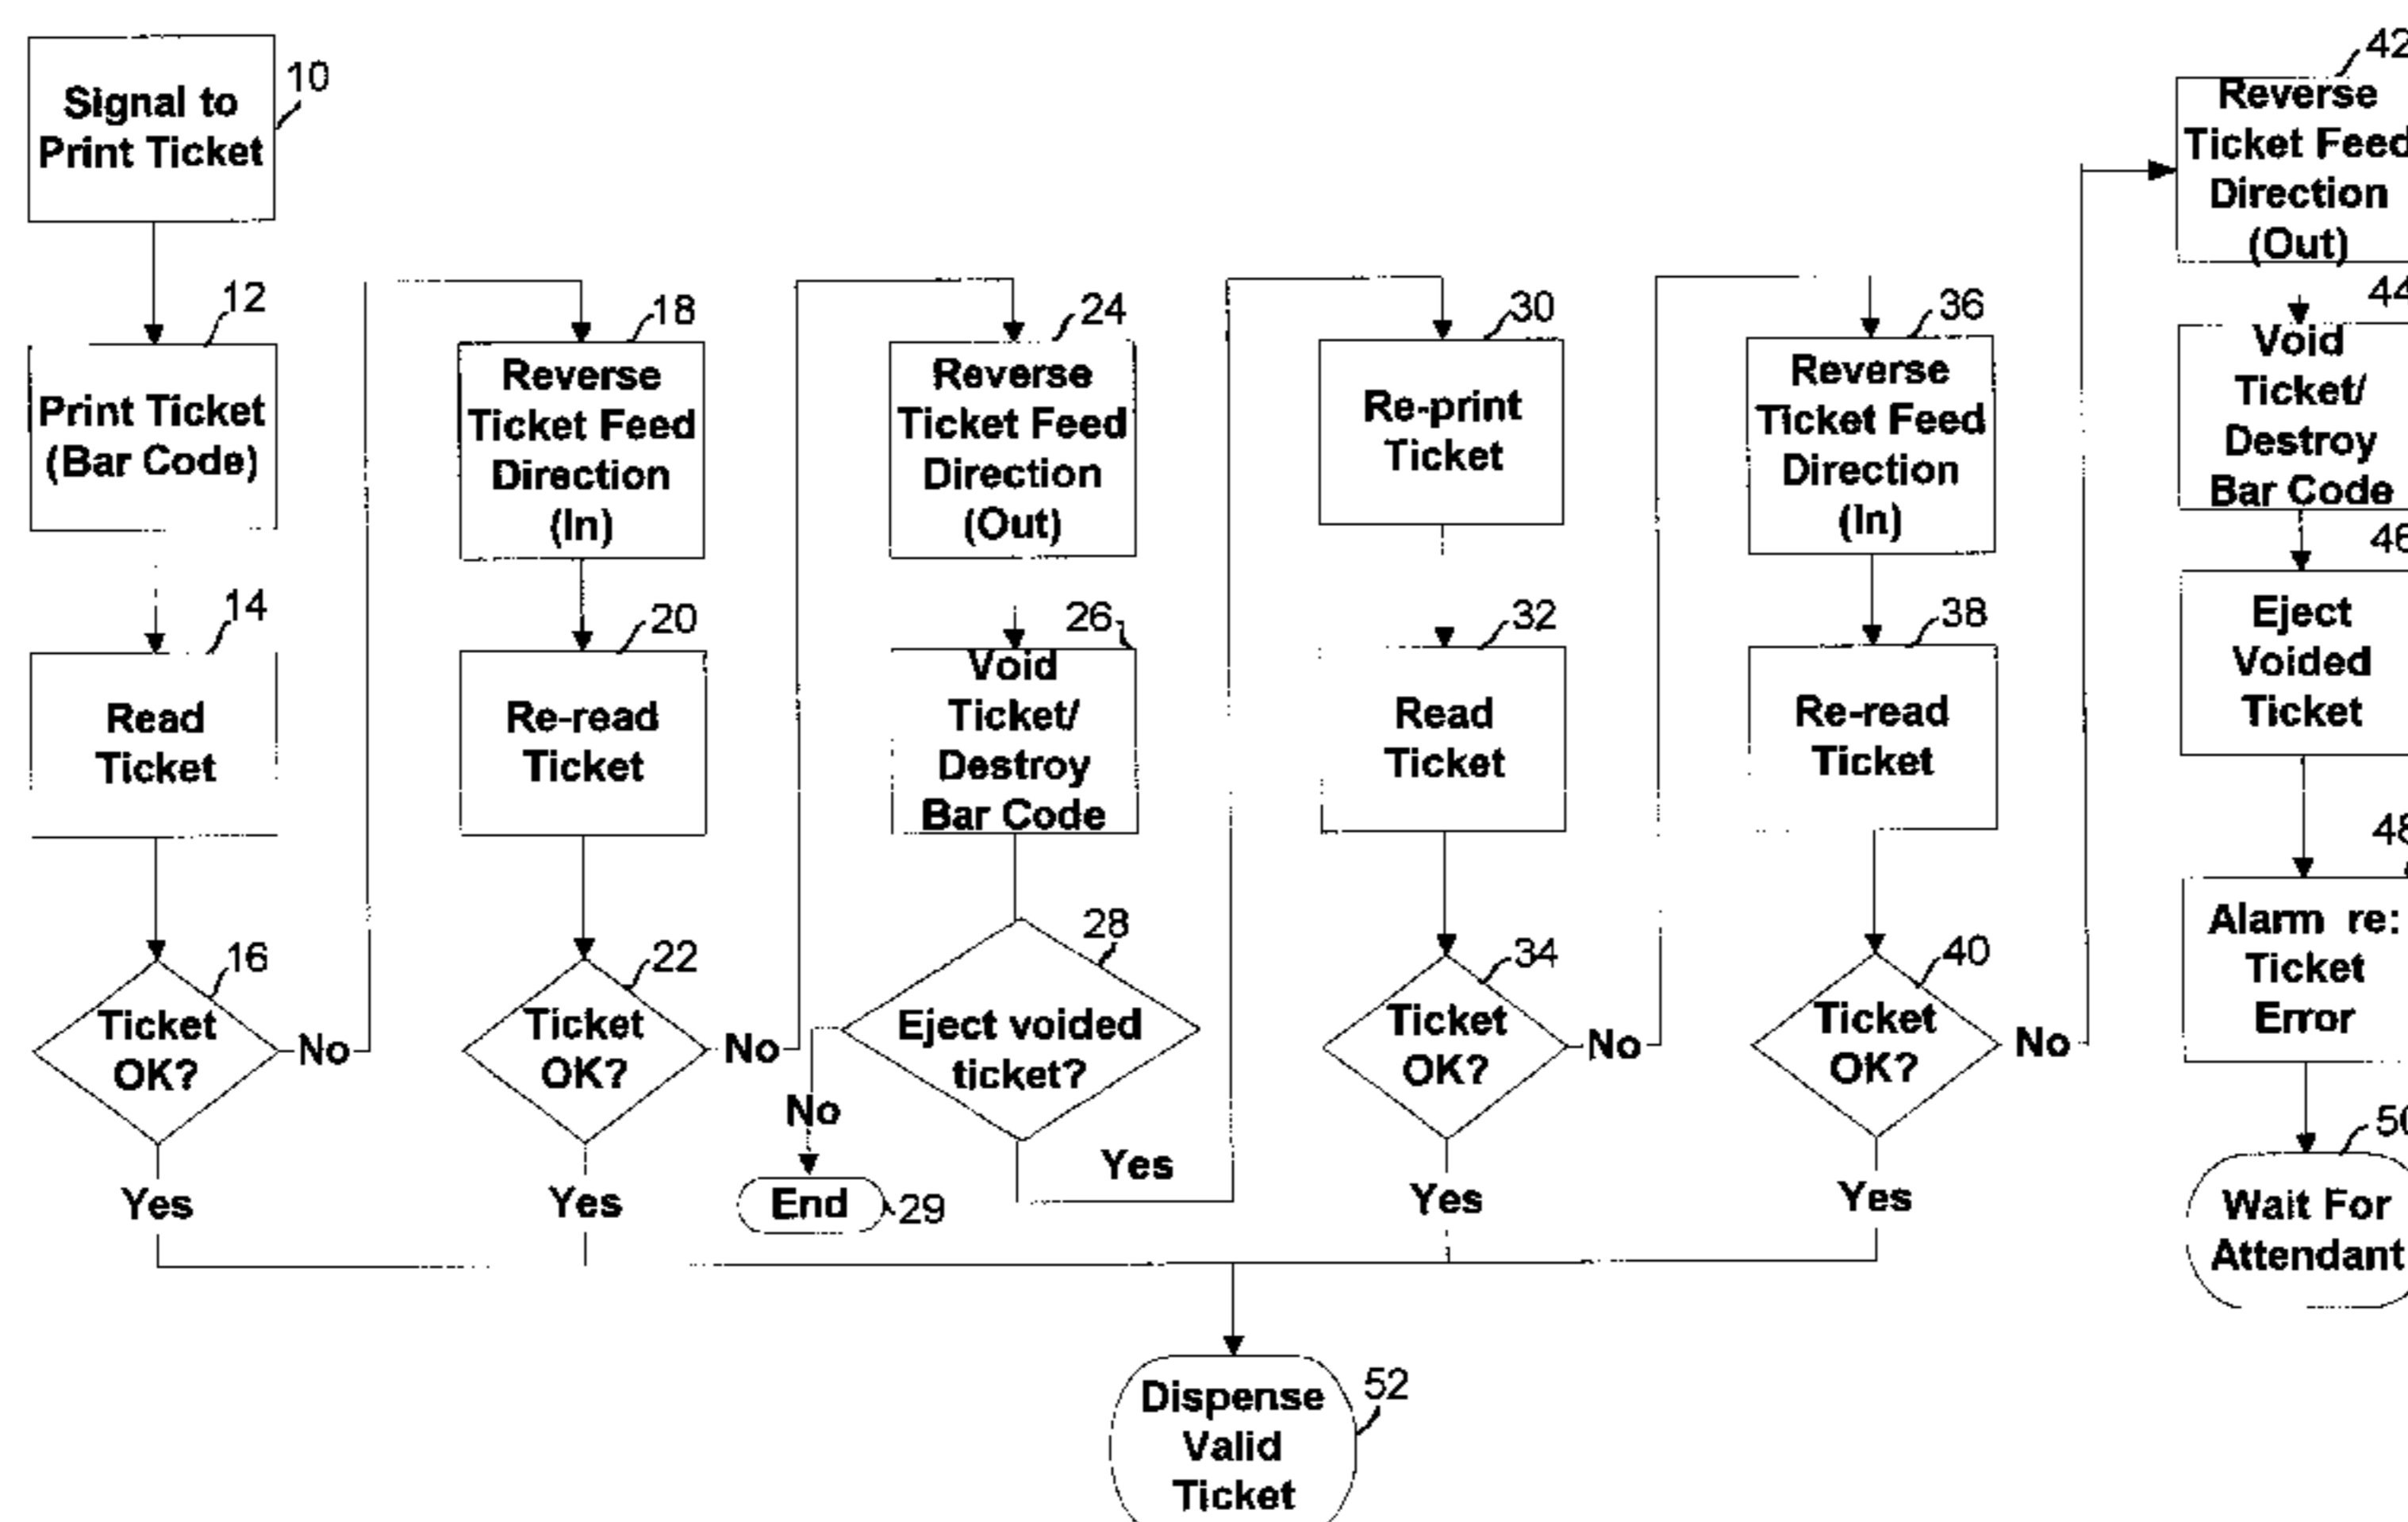 10
Signal to
Print Ticket
12
Print Ticket
(Bar Code)
14
Read
Ticket
16
Ticket
OK?
No
Yes
18
Reverse
Ticket Feed
Direction
(In)
20
Re-read
Ticket
22
Ticket
OK?
No
Yes
24
Reverse
Ticket Feed
Direction
(Out)
26
Void
Ticket/
Destroy
Bar Code
28
Eject voided
ticket?
No
Yes
End
29
30
Re-print
Ticket
32
Read
Ticket
34
Ticket
OK?
No
Yes
36
Reverse
Ticket Feed
Direction
(In)
38
Re-read
Ticket
40
Ticket
OK?
No
Yes
42
Reverse
Ticket Feed
Direction
(Out)
44
Void
Ticket/
Destroy
Bar Code
46
Eject
Voided
Ticket
48
Alarm re:
Ticket
Error
50
Wait For
Attendant
52
Dispense
Valid
Ticket